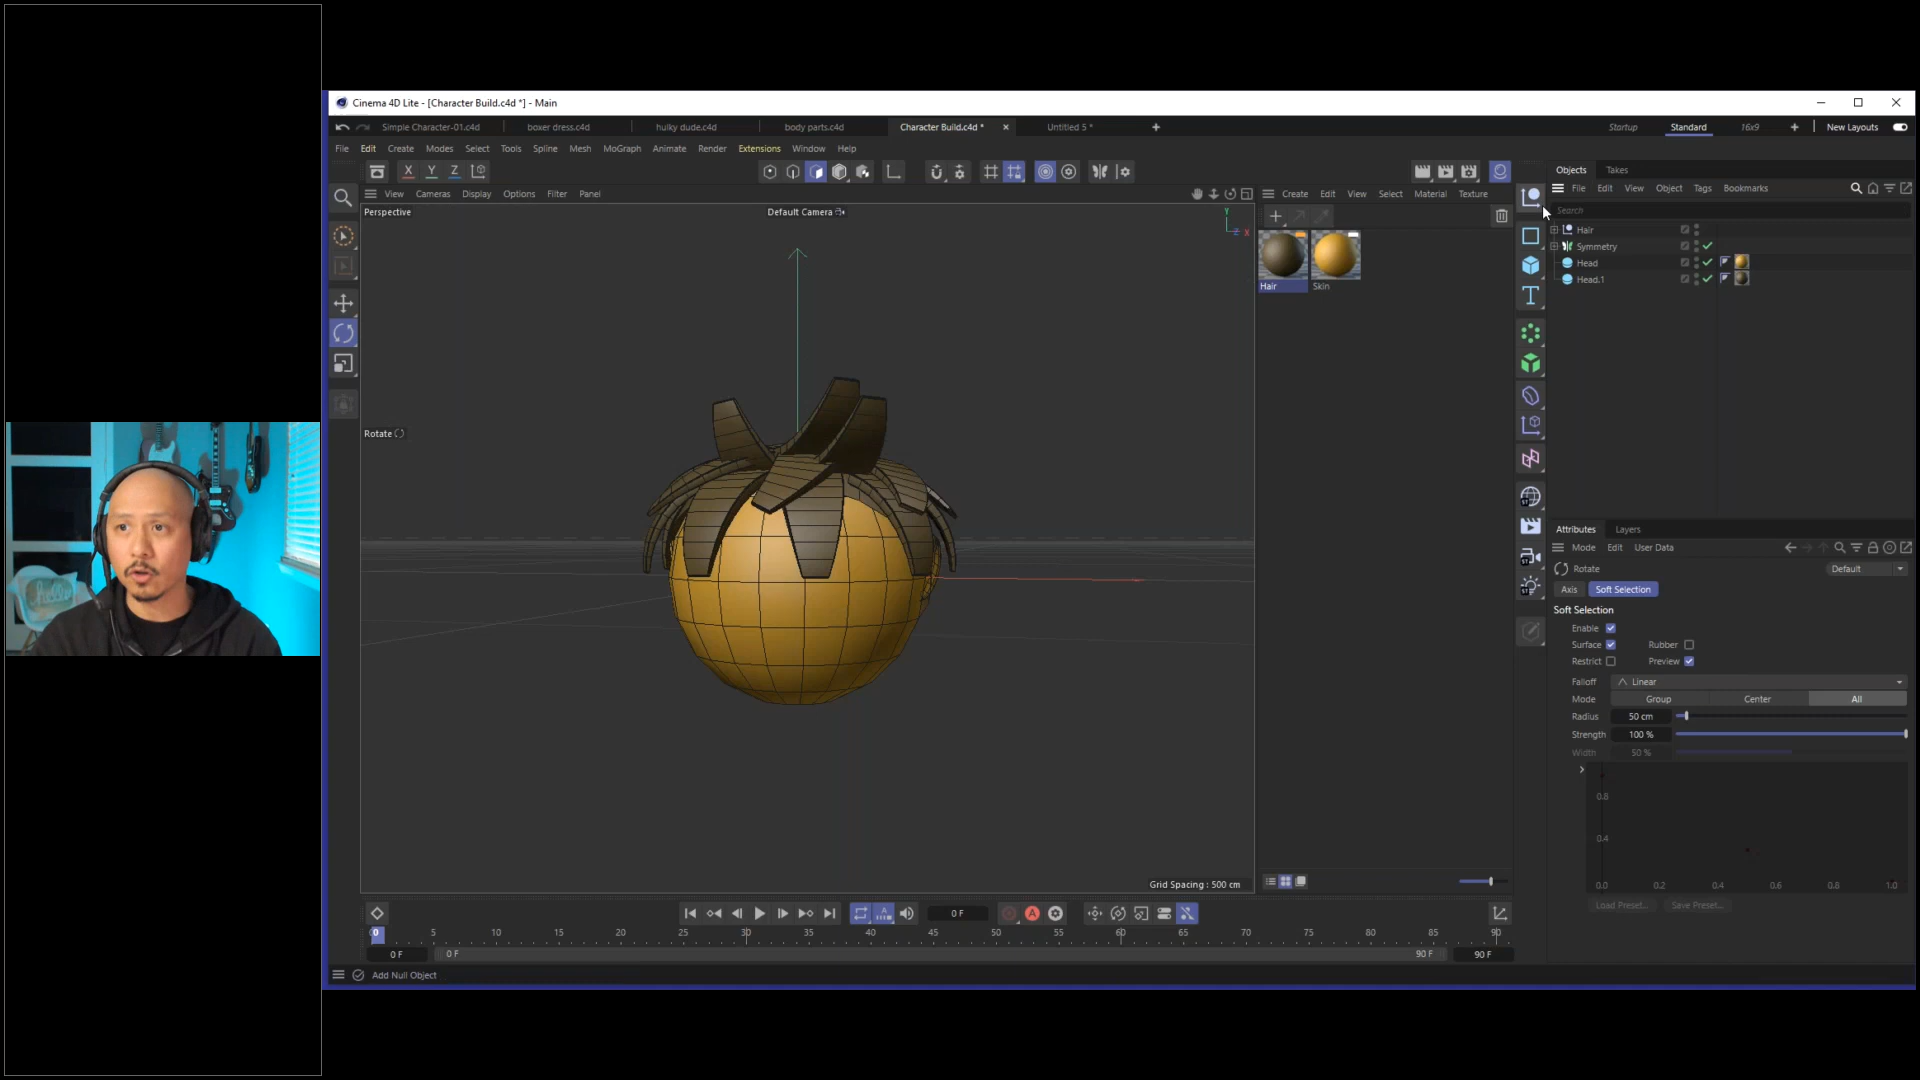 Cinema 4D Lite - [Character Build.c4d *] - Main
Simple Character-01.c4d boxer dress.c4d hulky dude.c4d body parts.c4d Character Build.c4d * Untitled 5 * Startup Standard 16x9 New Layouts
File Edit Create Modes Select Tools Spline Mesh MoGraph Animate Render Extensions Window Help
X Y Z
View Cameras Display Options Filter Panel
Perspective
Default Camera
Y
X
Rotate
Grid Spacing : 500 cm
Create Edit View Select Material Texture
Hair Skin
Objects Takes
File Edit View Object Tags Bookmarks
Search
Hair
Symmetry
Head
Head.1
Attributes Layers
Mode Edit User Data
Rotate Default
Axis Soft Selection
Soft Selection
Enable
Surface Rubber
Restrict Preview
Falloff Linear
Mode Group Center All
Radius 50 cm
Strength 100 %
Width 50 %
0.8
0.4
0.0 0.2 0.4 0.6 0.8 1.0
Load Preset... Save Preset...
0 F
0 5 10 15 20 25 30 35 40 45 50 55 60 65 70 75 80 85 90
0 F 0 F 90 F 90 F
Add Null Object